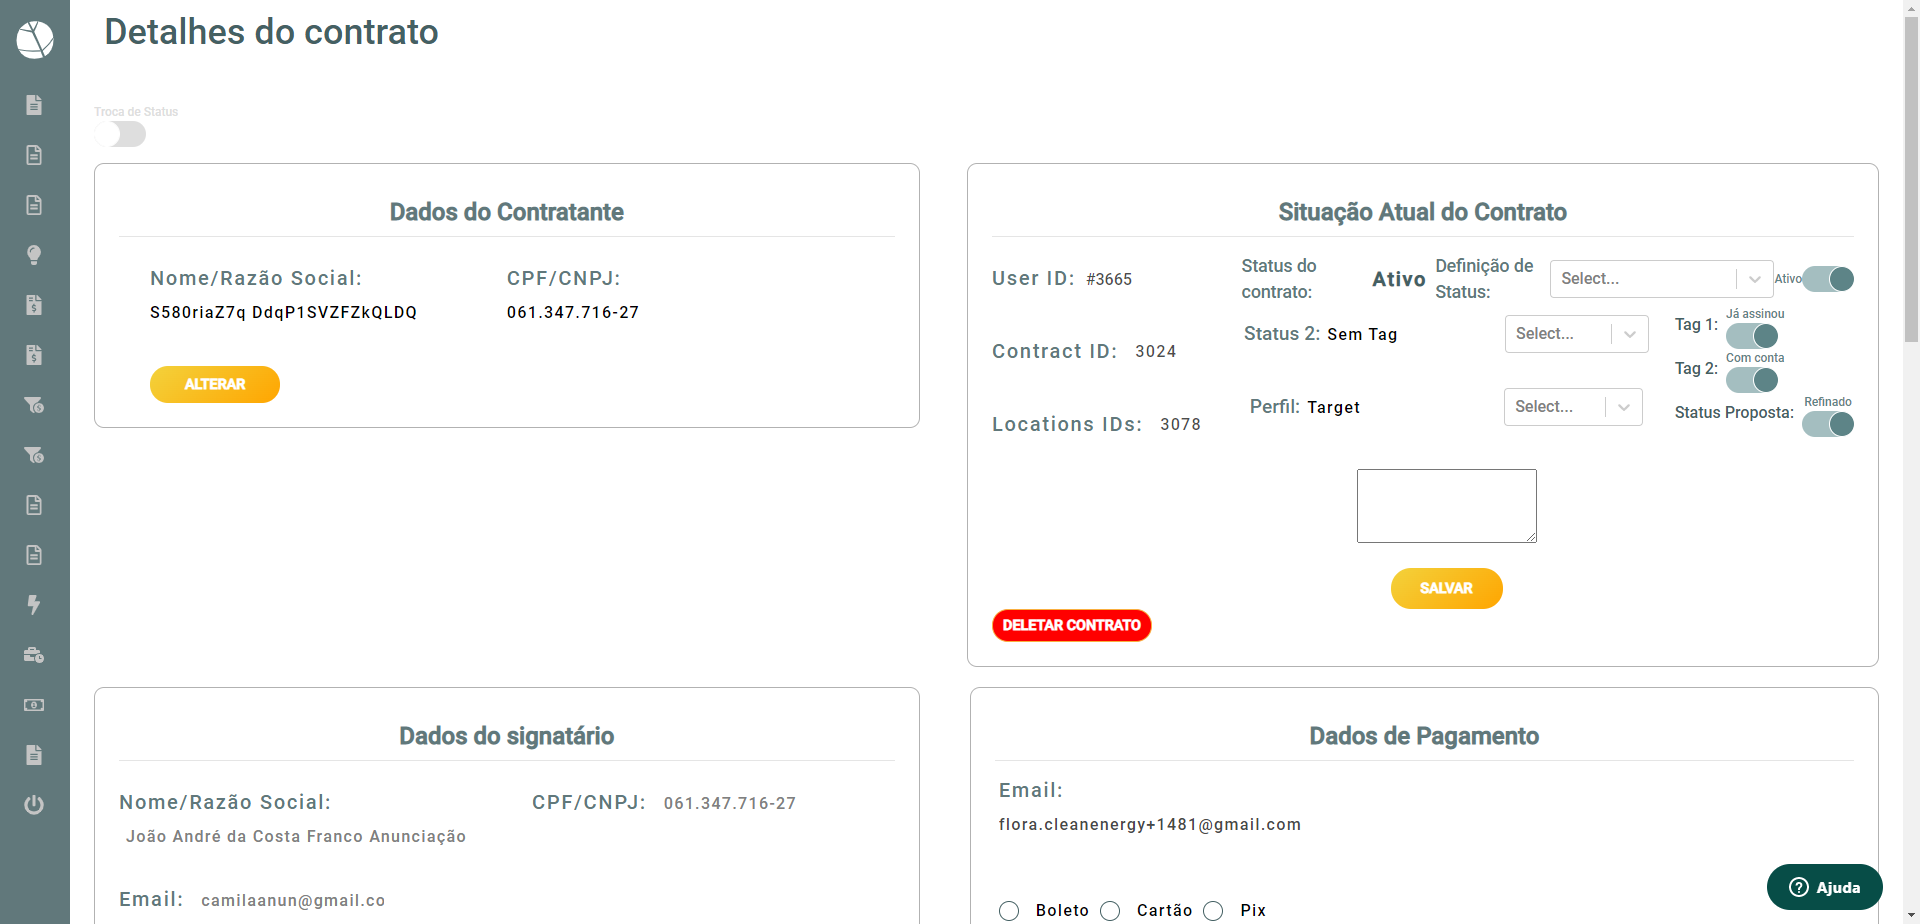 Detalhes do contrato
Troca de Status
Dados do Contratante
Nome/Razão Social:
S580riaZ7q DdqP1SVZFZkQLDQ
CPF/CNPJ:
061.347.716-27
ALTERAR
Situação Atual do Contrato
User ID: #3665
Contract ID: 3024
Locations IDs: 3078
Status do
contrato:
Ativo
Definição de
Status:
Select...
Ativo
Status 2: Sem Tag
Select...
Tag 1:
Já assinou
Tag 2:
Com conta
Perfil: Target
Select...
Status Proposta:
Refinado
SALVAR
DELETAR CONTRATO
Dados do signatário
Nome/Razão Social:
João André da Costa Franco Anunciação
CPF/CNPJ: 061.347.716-27
Email: camilaanun@gmail.co
Dados de Pagamento
Email:
flora.cleanenergy+1481@gmail.com
Boleto
Cartão
Pix
Ajuda